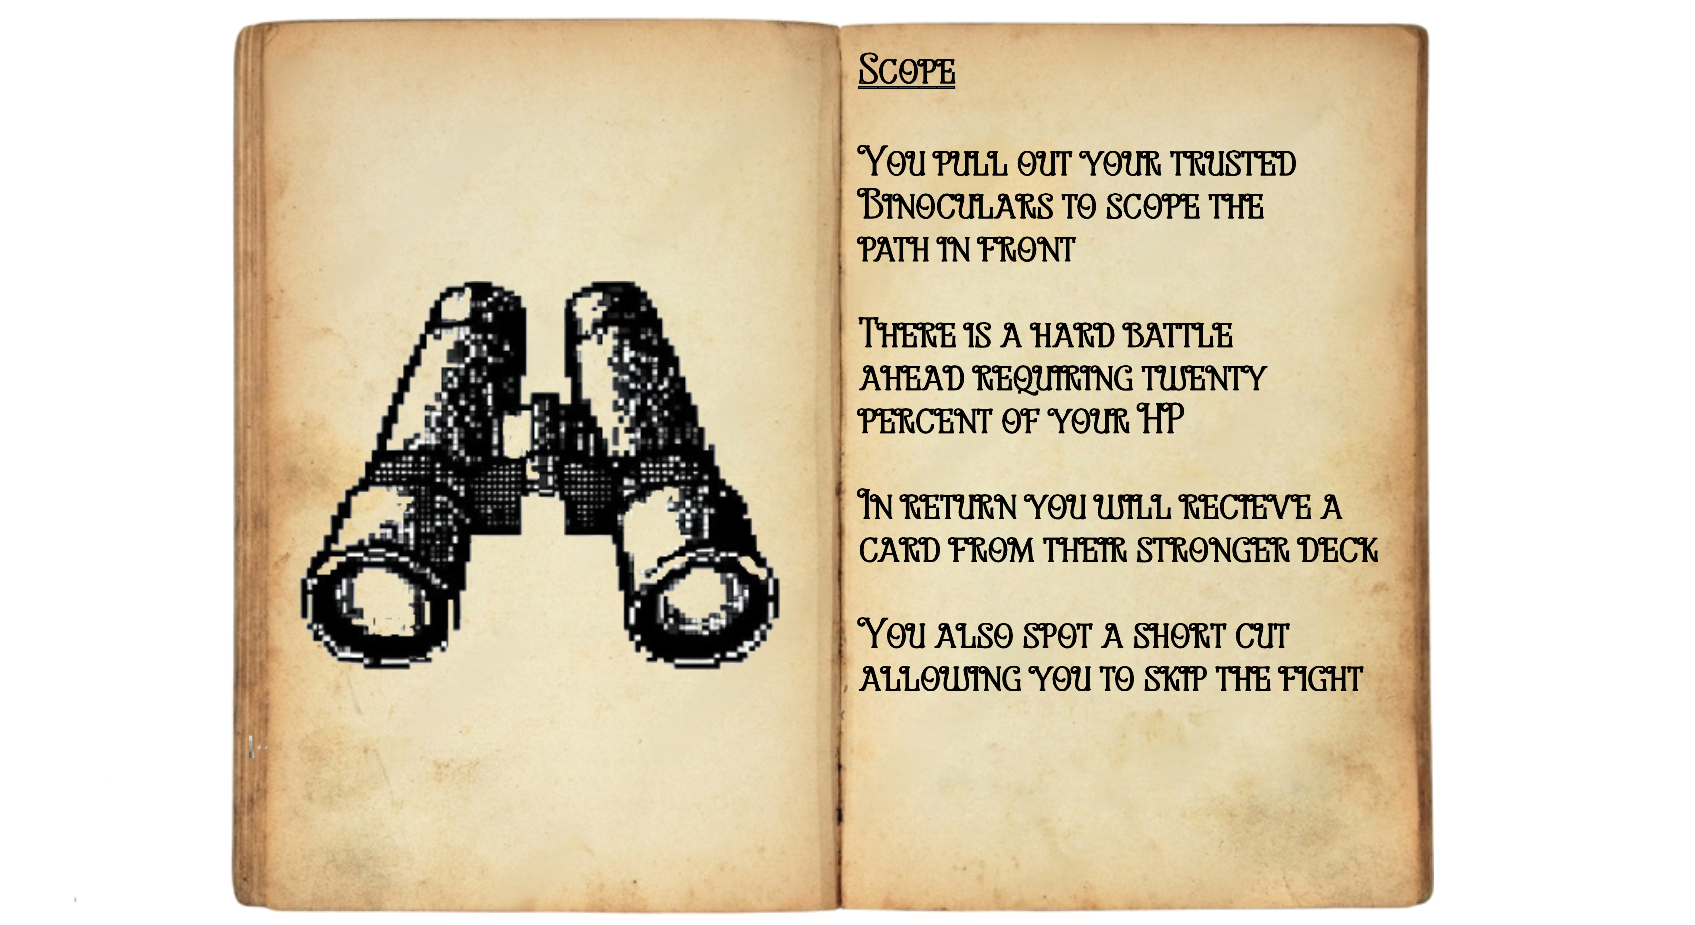 Scope
You pull out your trusted
Binoculars to scope the
path in front
There is a hard battle
ahead requiring twenty
percent of your HP
In return you will recieve a
card from their stronger deck
You also spot a short cut
allowing you to skip the fight